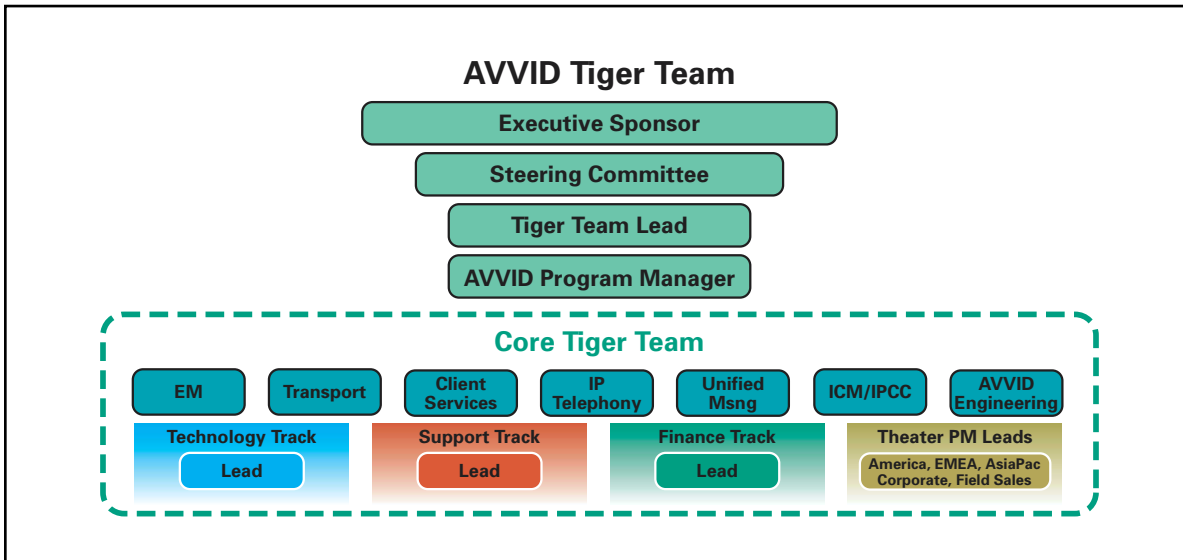 AVVID Tiger Team
Executive Sponsor
Steering Committee
Tiger Team Lead
AVVID Program Manager
Core Tiger Team
EM
Transport
Client
Services
IP
Telephony
Unified
Msng
ICM/IPCC
AVVID
Engineering
Technology Track
Lead
Support Track
Lead
Finance Track
Lead
Theater PM Leads
America, EMEA, AsiaPac
Corporate, Field Sales